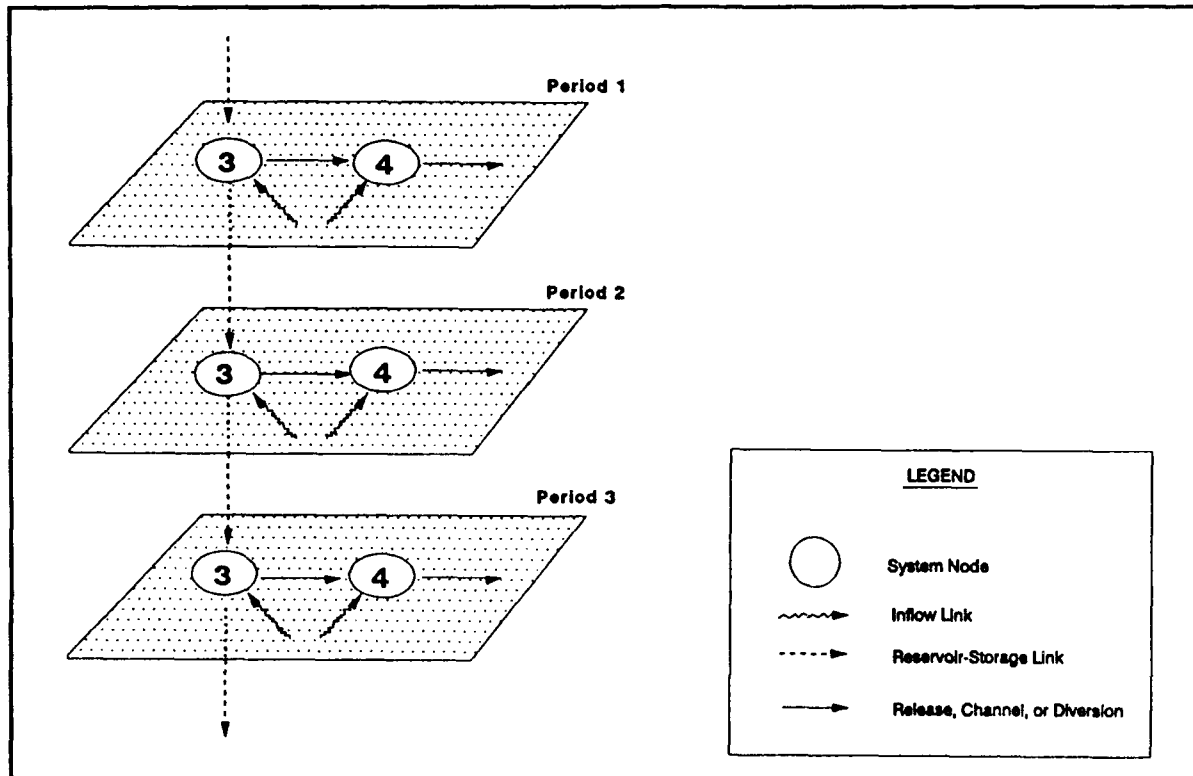 Period 1
3
4
Period 2
3
4
Period 3
3
4
LEGEND
System Node
Inflow Link
Reservoir-Storage Link
Release, Channel, or Diversion